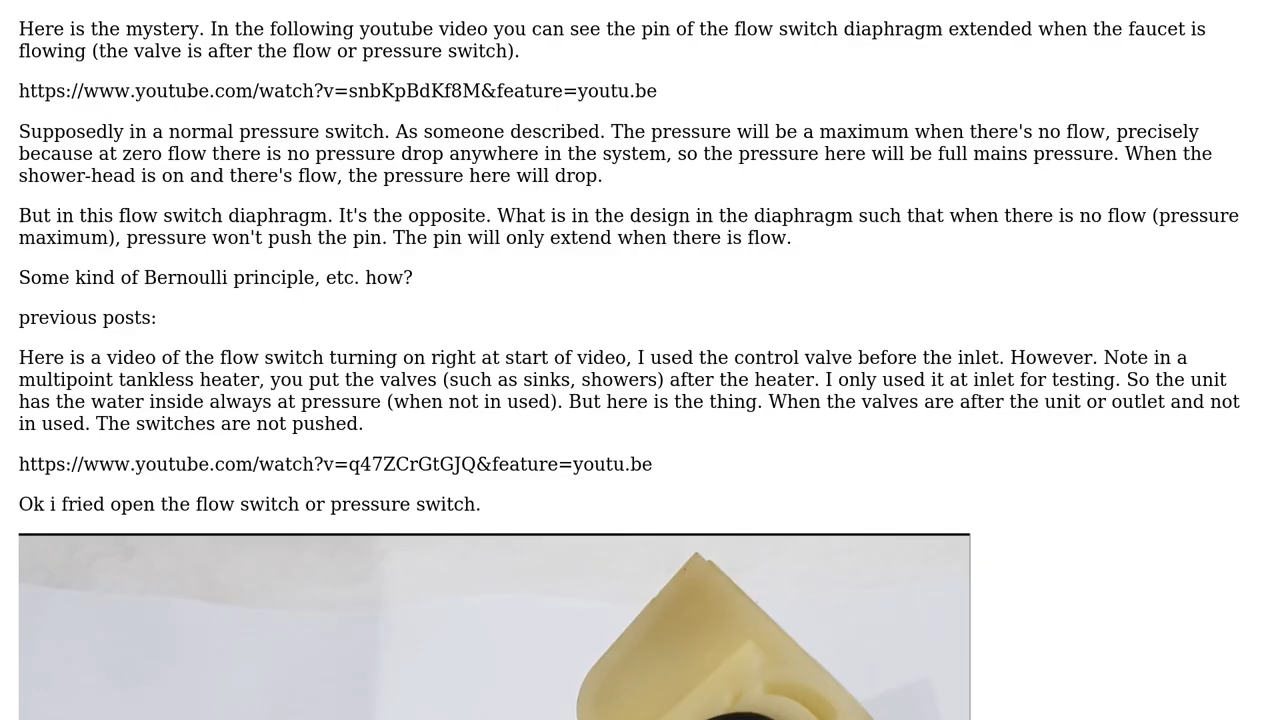 Here is the mystery. In the following youtube video you can see the pin of the flow switch diaphragm extended when the faucet is
flowing (the valve is after the flow or pressure switch).
https://www.youtube.com/watch?v=snbKpBdKf8M&feature=youtu.be
Supposedly in a normal pressure switch. As someone described. The pressure will be a maximum when there's no flow, precisely
because at zero flow there is no pressure drop anywhere in the system, so the pressure here will be full mains pressure. When the
shower-head is on and there's flow, the pressure here will drop.
But in this flow switch diaphragm. It's the opposite. What is in the design in the diaphragm such that when there is no flow (pressure
maximum), pressure won't push the pin. The pin will only extend when there is flow.
Some kind of Bernoulli principle, etc. how?
previous posts:
Here is a video of the flow switch turning on right at start of video, I used the control valve before the inlet. However. Note in a
multipoint tankless heater, you put the valves (such as sinks, showers) after the heater. I only used it at inlet for testing. So the unit
has the water inside always at pressure (when not in used). But here is the thing. When the valves are after the unit or outlet and not
in used. The switches are not pushed.
https://www.youtube.com/watch?v=q47ZCrGtGJQ&feature=youtu.be
Ok i fried open the flow switch or pressure switch.